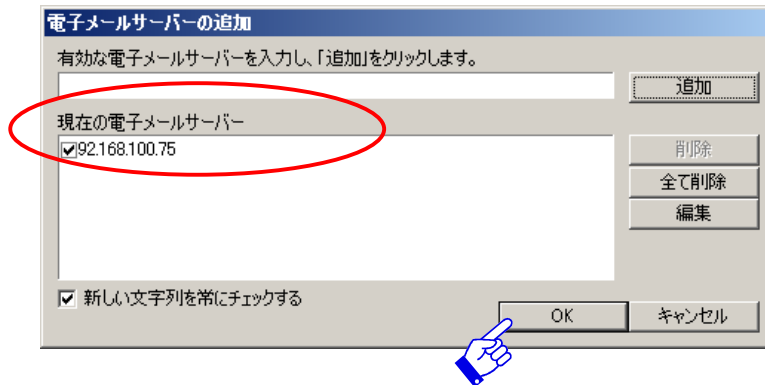 電子メールサーバーの追加
有効な電子メールサーバーを入力し、「追加」をクリックします。
追加
現在の電子メールサーバー
92.168.100.75
削除
全て削除
編集
新しい文字列を常にチェックする
OK
キャンセル